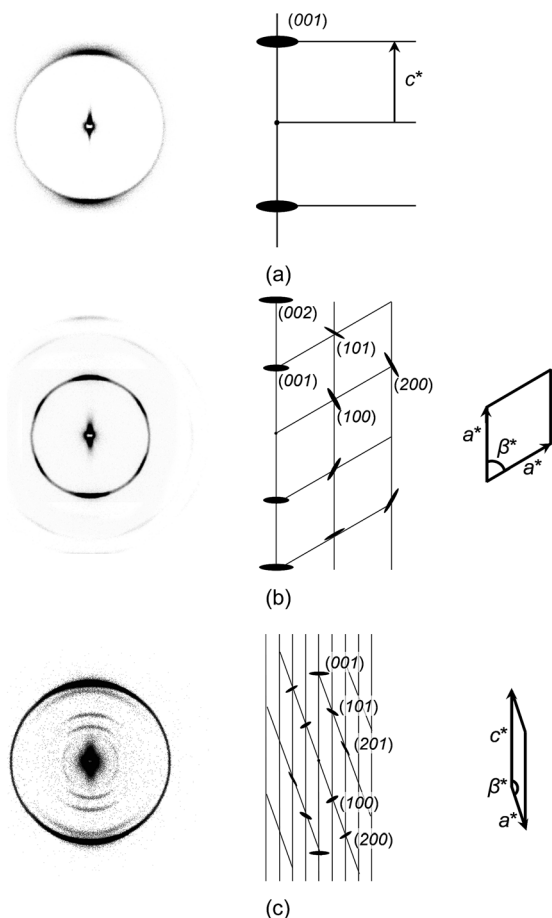 (001)
c*
(a)
(002)
(101)
(001)
(200)
(100)
a*
β*
a*
(b)
(001)
(101)
(201)
(100)
(200)
c*
β*
a*
(c)